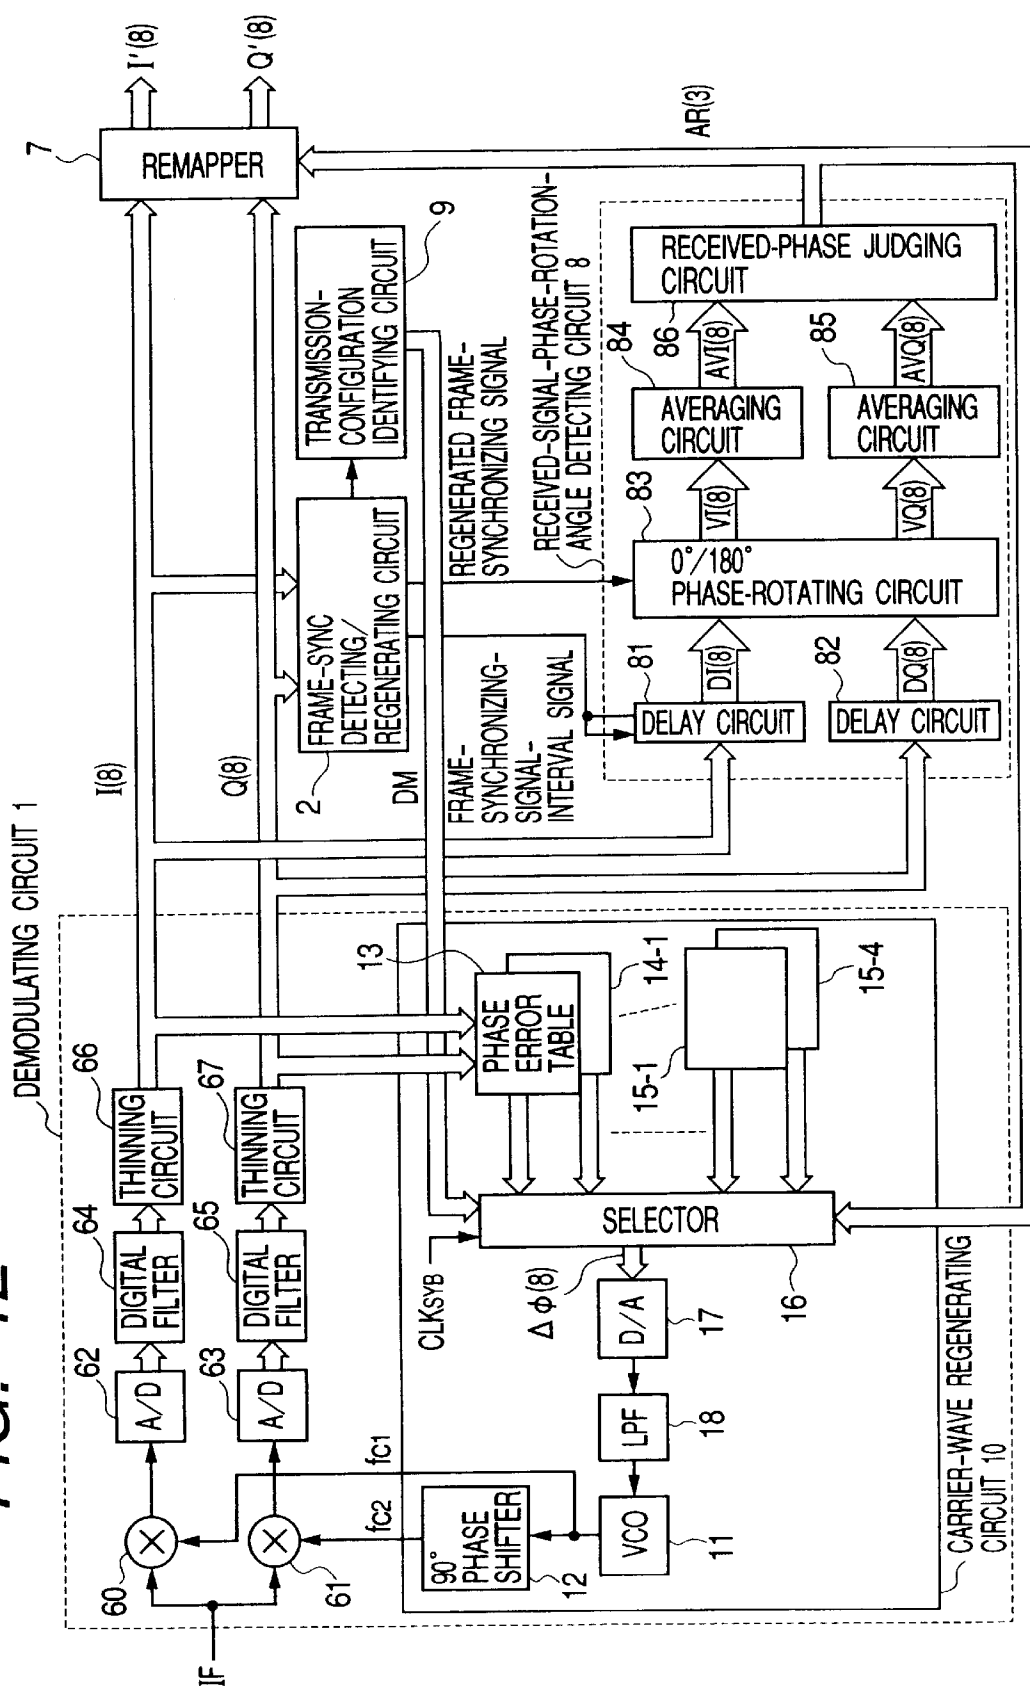 DEMODULATING CIRCUIT 1
IF
60
61
62
A/D
63
A/D
64
DIGITAL
FILTER
65
DIGITAL
FILTER
66
THINNING
CIRCUIT
67
THINNING
CIRCUIT
I(8)
Q(8)
7
REMAPPER
I'(8)
Q'(8)
fC1
fC2
90°
PHASE
SHIFTER
12
VCO
11
LPF
18
D/A
17
Δφ(8)
CLKSYB
SELECTOR
16
13
PHASE
ERROR
TABLE
14-1
15-1
15-4
CARRIER-WAVE REGENERATING
CIRCUIT 10
2
FRAME-SYNC
DETECTING/
REGENERATING CIRCUIT
TRANSMISSION-
CONFIGURATION
IDENTIFYING CIRCUIT
9
DM
FRAME-
SYNCHRONIZING-
SIGNAL-
INTERVAL SIGNAL
REGENERATED FRAME-
SYNCHRONIZING SIGNAL
RECEIVED-SIGNAL-PHASE-ROTATION-
ANGLE DETECTING CIRCUIT 8
81
DELAY CIRCUIT
82
DELAY CIRCUIT
DI(8)
DQ(8)
83
0°/180°
PHASE-ROTATING CIRCUIT
VI(8)
VQ(8)
84
AVERAGING
CIRCUIT
85
AVERAGING
CIRCUIT
AVI(8)
AVQ(8)
86
RECEIVED-PHASE JUDGING
CIRCUIT
AR(3)